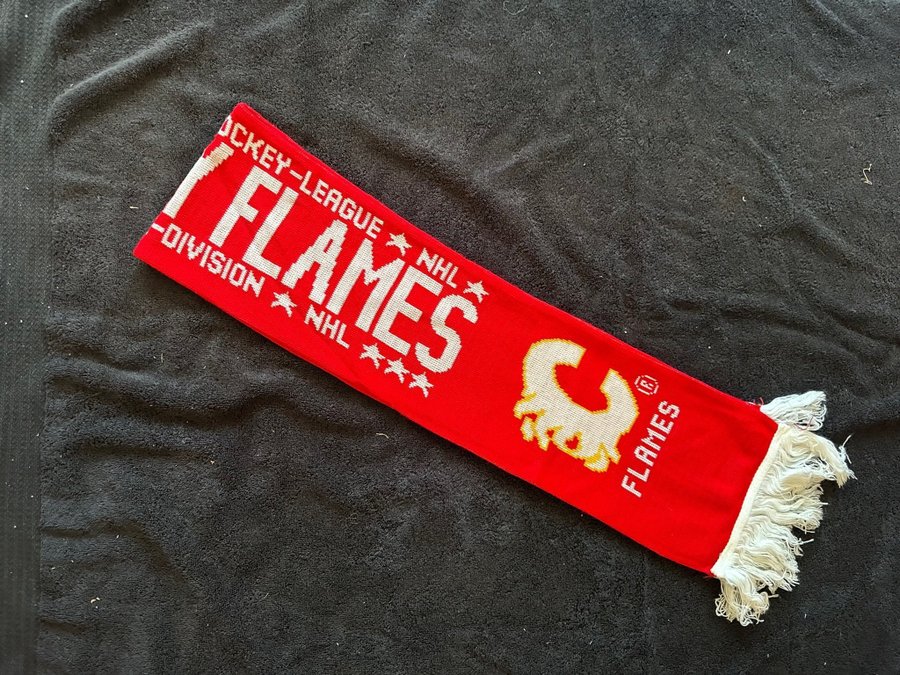 OCKEY-LEAGUE ★ NHL ★
Y FLAMES
-DIVISION ★ NHL ★★★
C
®
FLAMES